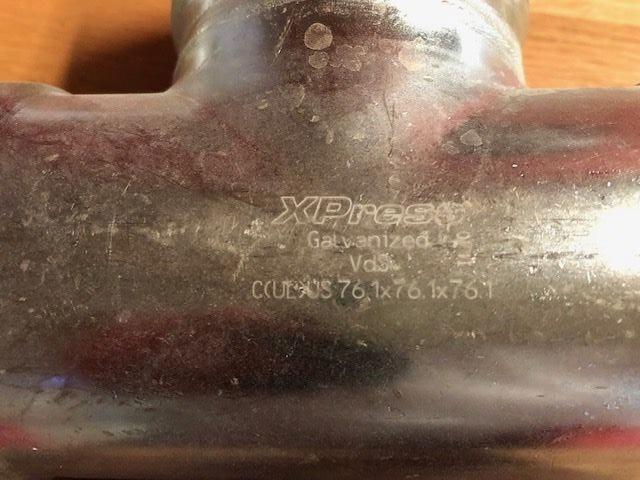 XPress
Galvanized
VdS
C(UL)US 76.1x76.1x76.1